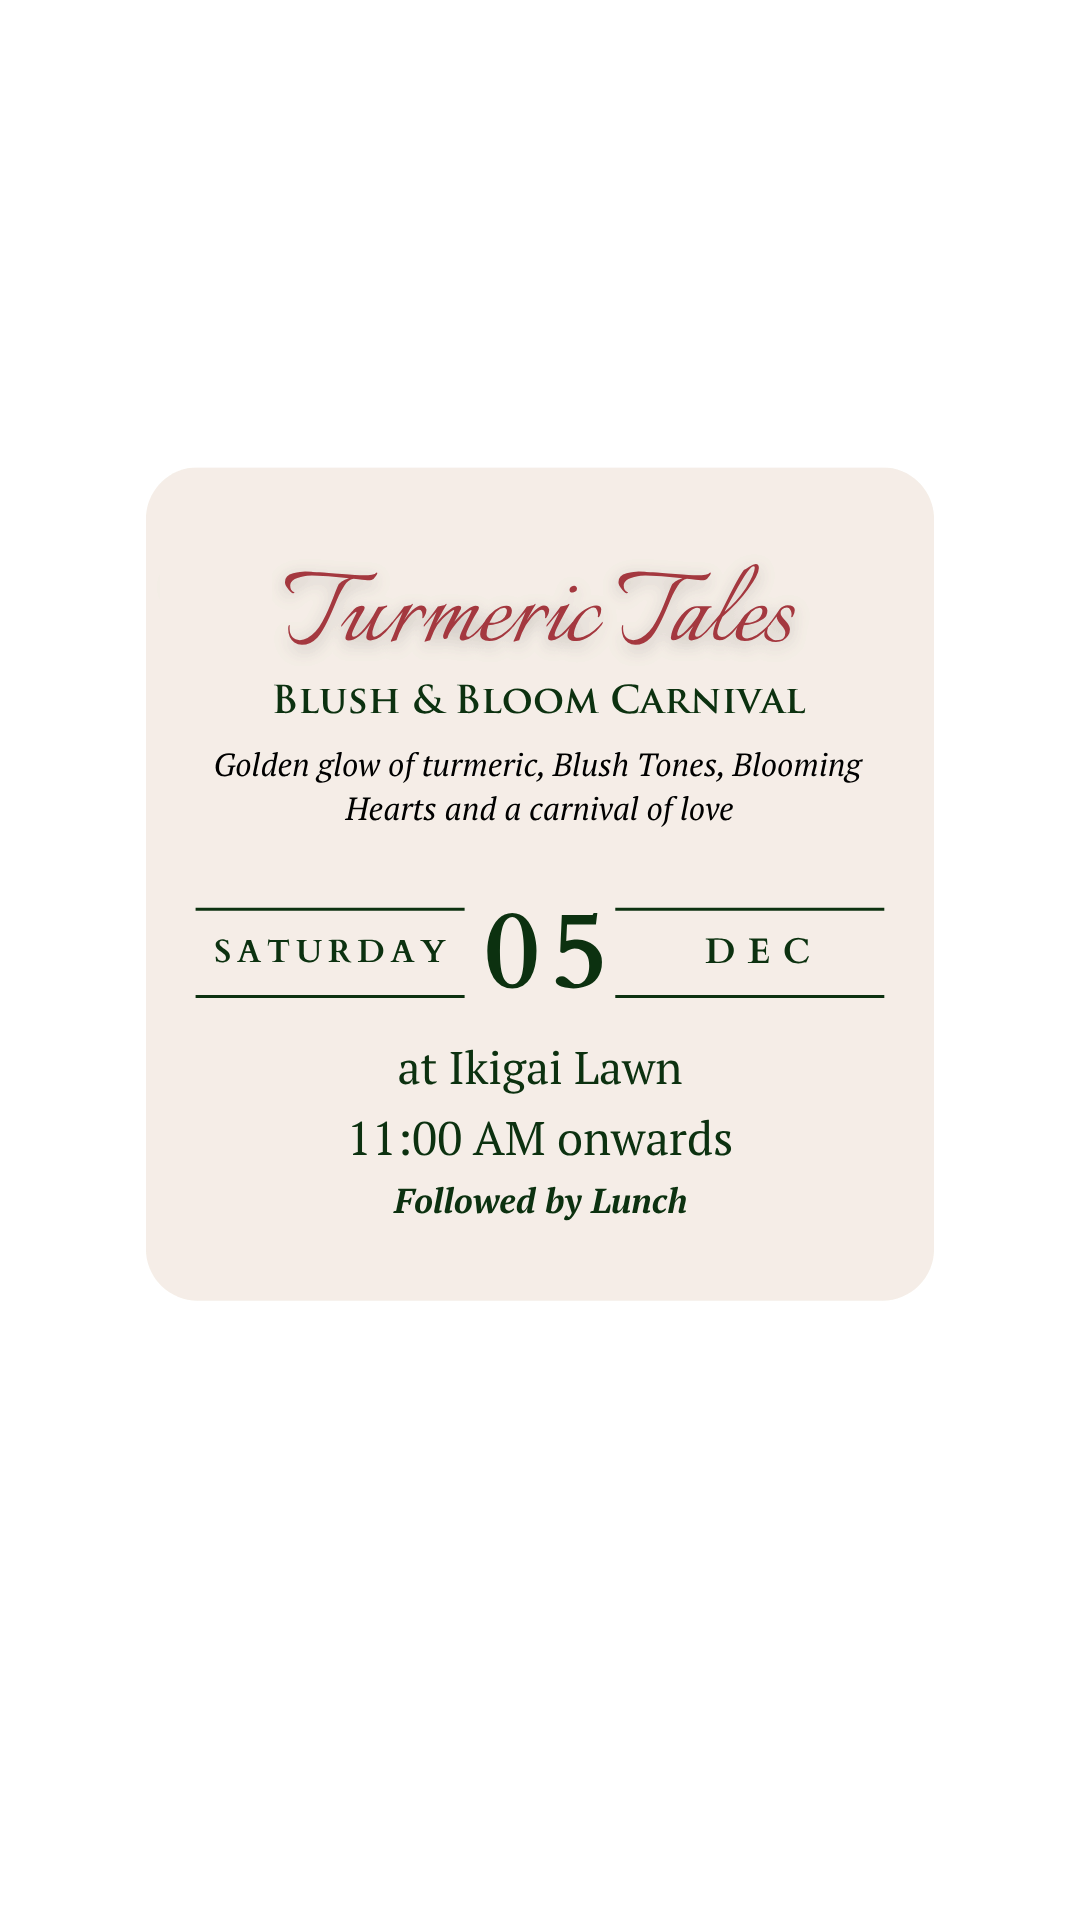 Turmeric Tales
Blush & Bloom Carnival
Golden glow of turmeric, Blush Tones, Blooming
Hearts and a carnival of love
SATURDAY 05 DEC
at Ikigai Lawn
11:00 AM onwards
Followed by Lunch